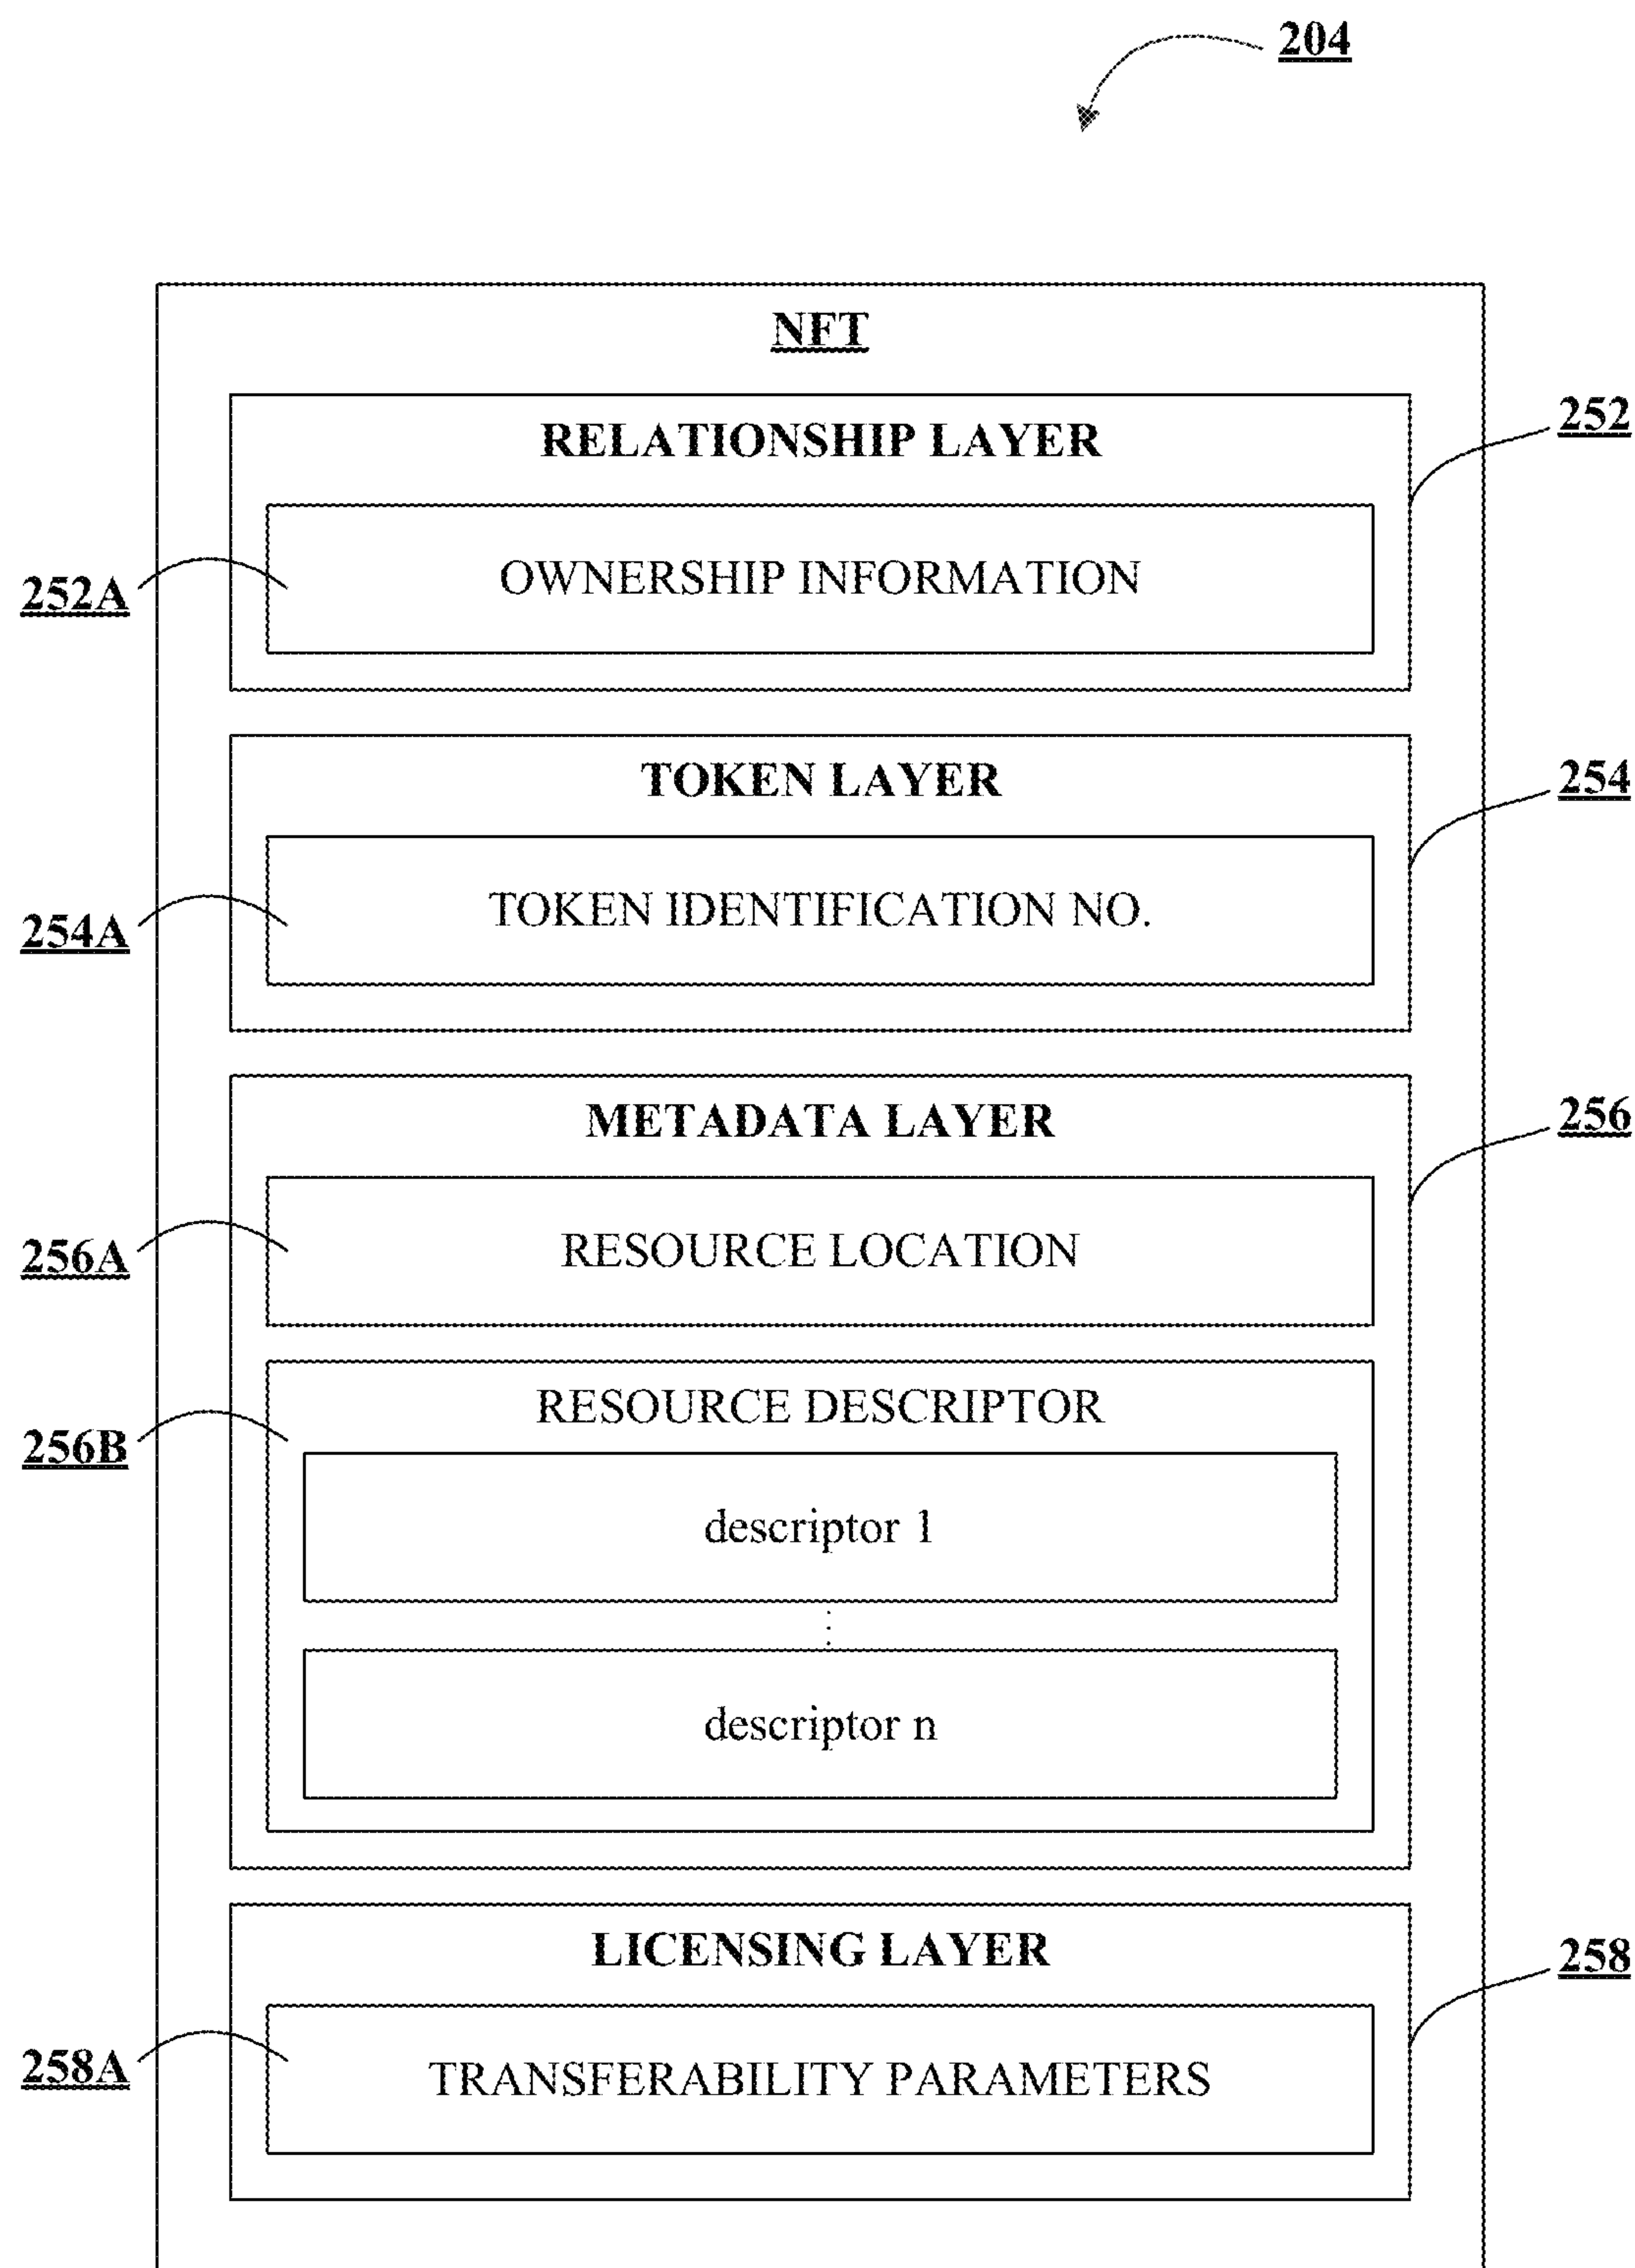 204
NFT
RELATIONSHIP LAYER
252
OWNERSHIP INFORMATION
252A
TOKEN LAYER
254
TOKEN IDENTIFICATION NO.
254A
METADATA LAYER
256
RESOURCE LOCATION
256A
RESOURCE DESCRIPTOR
256B
descriptor 1
⋮
descriptor n
LICENSING LAYER
258
TRANSFERABILITY PARAMETERS
258A